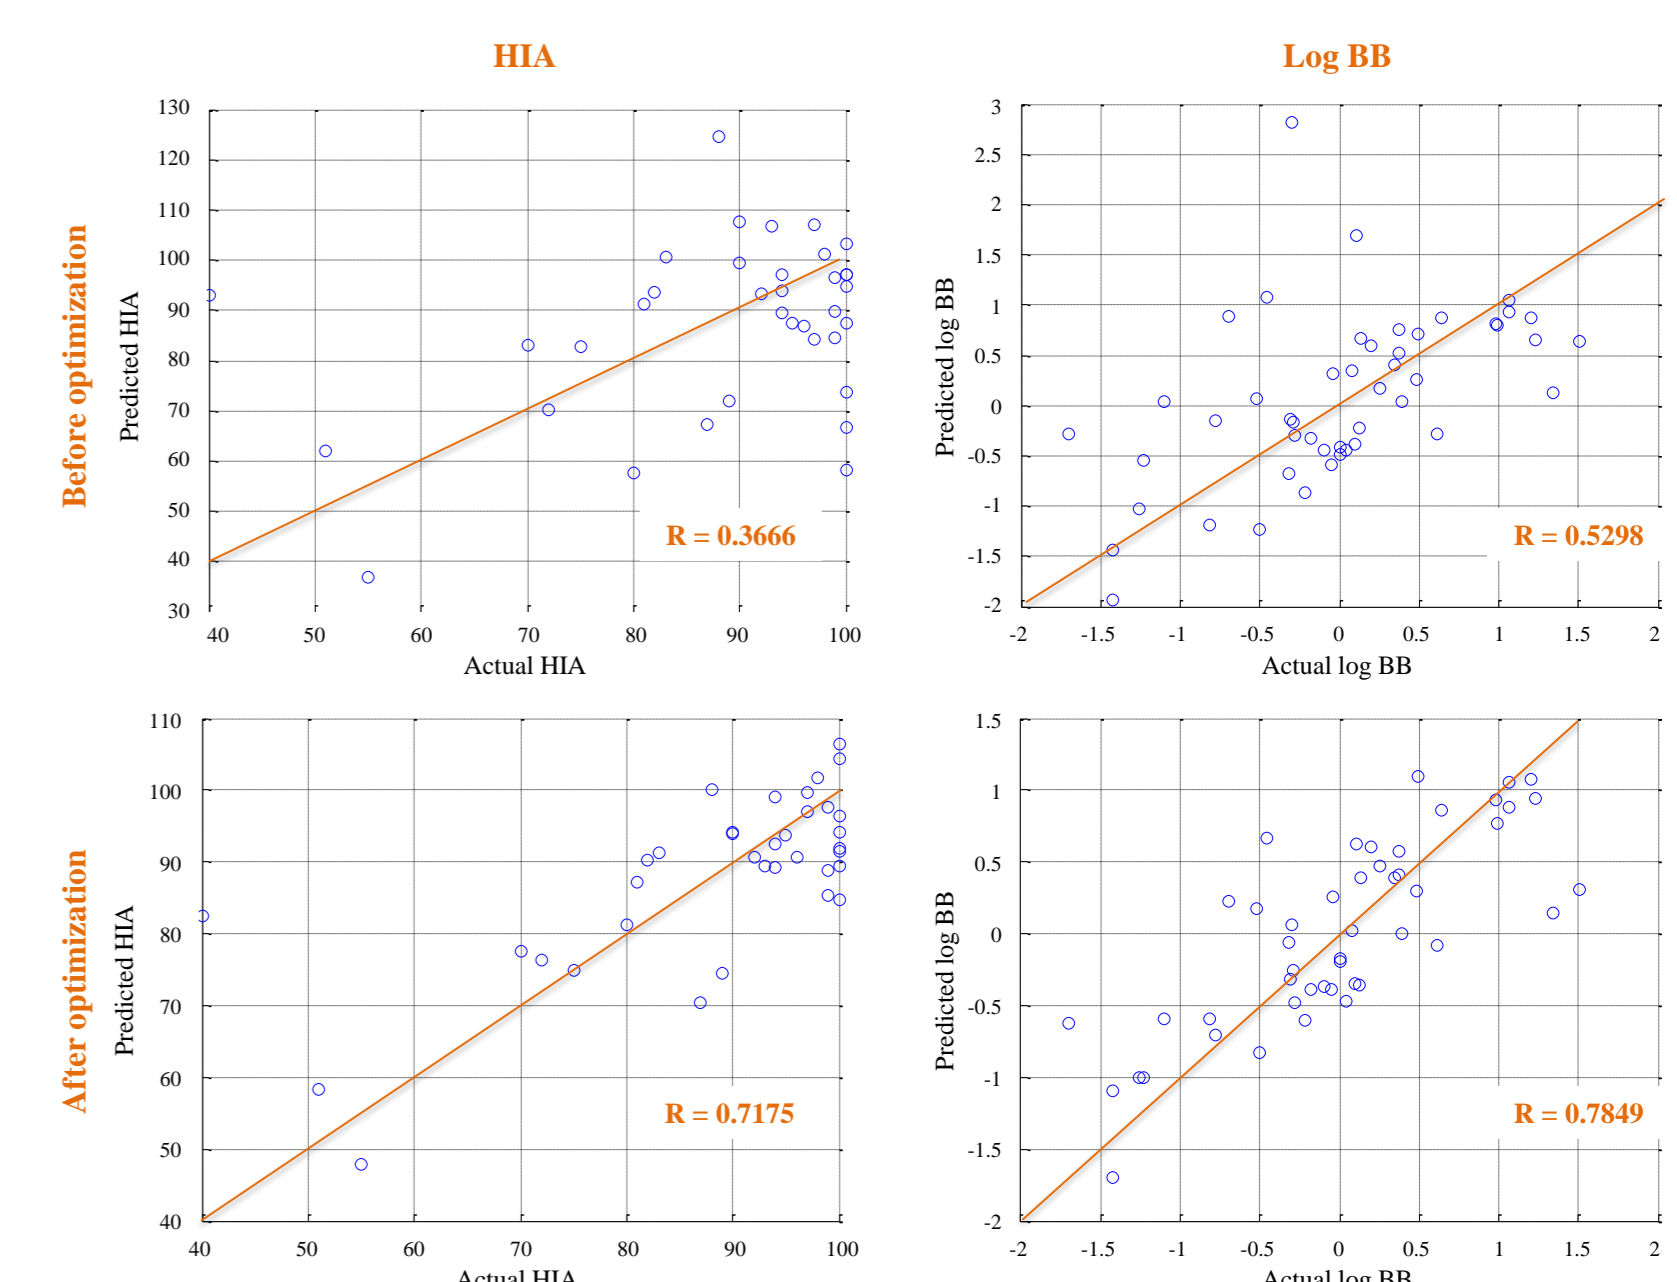 HIA
Log BB
Before optimization
Predicted HIA
130
120
110
100
90
80
70
60
50
40
30
R = 0.3666
40 50 60 70 80 90 100
Actual HIA
Predicted log BB
3
2.5
2
1.5
1
0.5
0
-0.5
-1
-1.5
-2
R = 0.5298
-2 -1.5 -1 -0.5 0 0.5 1 1.5 2
Actual log BB
After optimization
Predicted HIA
110
100
90
80
70
60
50
40
R = 0.7175
40 50 60 70 80 90 100
Actual HIA
Predicted log BB
1.5
1
0.5
0
-0.5
-1
-1.5
-2
R = 0.7849
-2 -1.5 -1 -0.5 0 0.5 1 1.5 2
Actual log BB